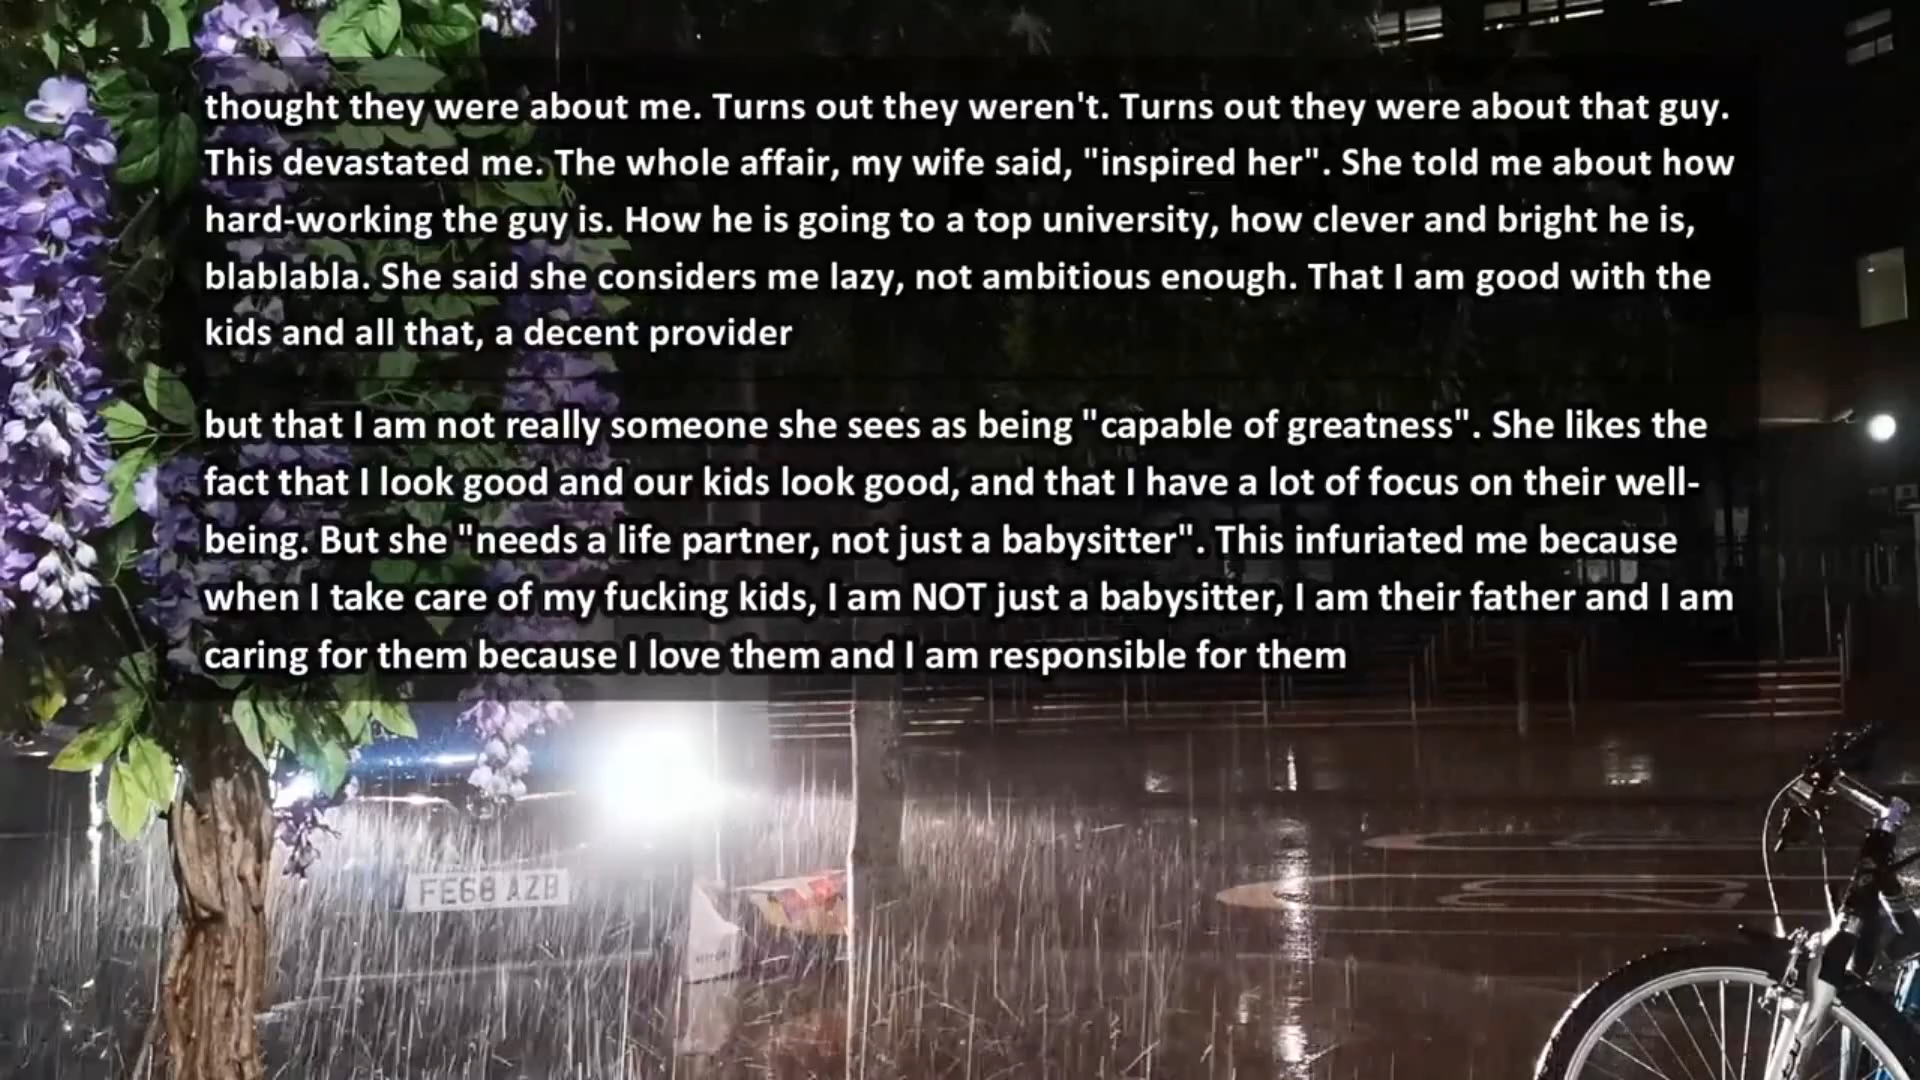 thought they were about me. Turns out they weren't. Turns out they were about that guy.
This devastated me. The whole affair, my wife said, "inspired her". She told me about how
hard-working the guy is. How he is going to a top university, how clever and bright he is,
blablabla. She said she considers me lazy, not ambitious enough. That I am good with the
kids and all that, a decent provider
but that I am not really someone she sees as being "capable of greatness". She likes the
fact that I look good and our kids look good, and that I have a lot of focus on their well-
being. But she "needs a life partner, not just a babysitter". This infuriated me because
when I take care of my fucking kids, I am NOT just a babysitter, I am their father and I am
caring for them because I love them and I am responsible for them
FE68 AZB